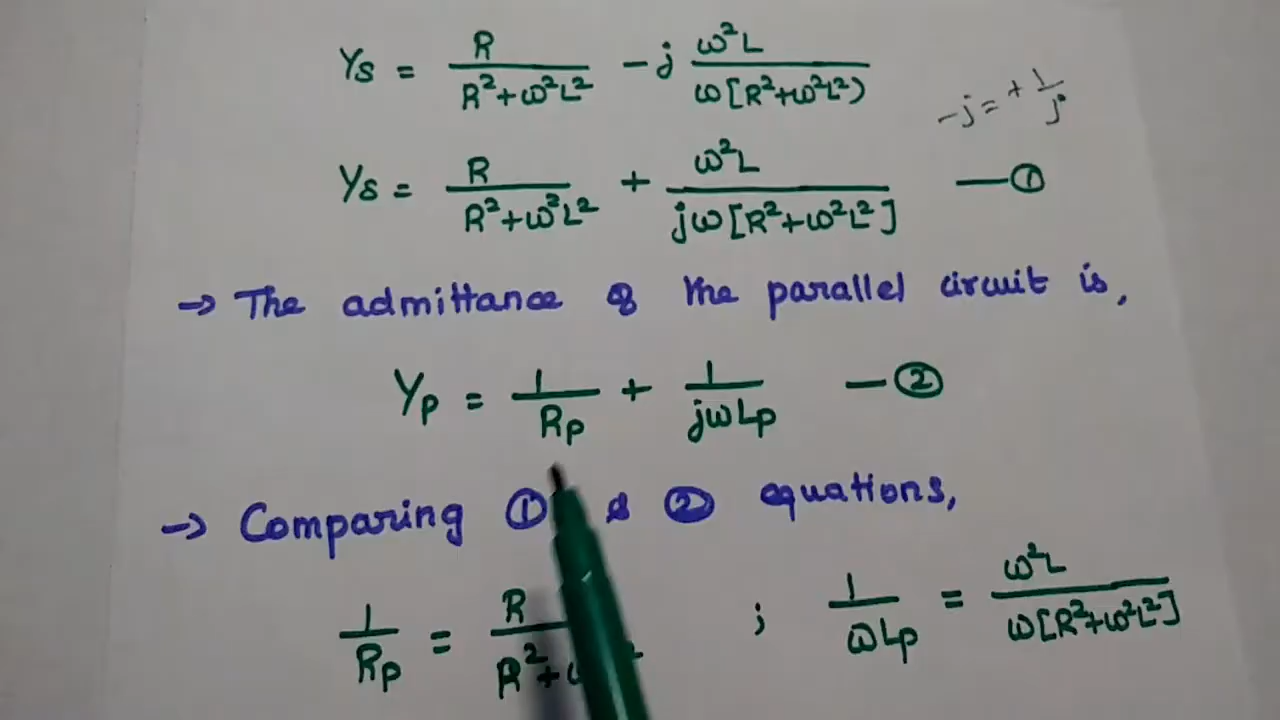 Ys = R / R²+ω²L² - j ω²L / ω[R²+ω²L²)
-j = + 1/j
Ys = R / R²+ω²L² + ω²L / jω[R²+ω²L²] — ①
→ The admittance of the parallel circuit is,
Yp = 1/Rp + 1/jωLp — ②
→ Comparing ① & ② equations,
1/Rp = R / R²+ ; 1/ωLp = ω²L / ω[R²+ω²L²]